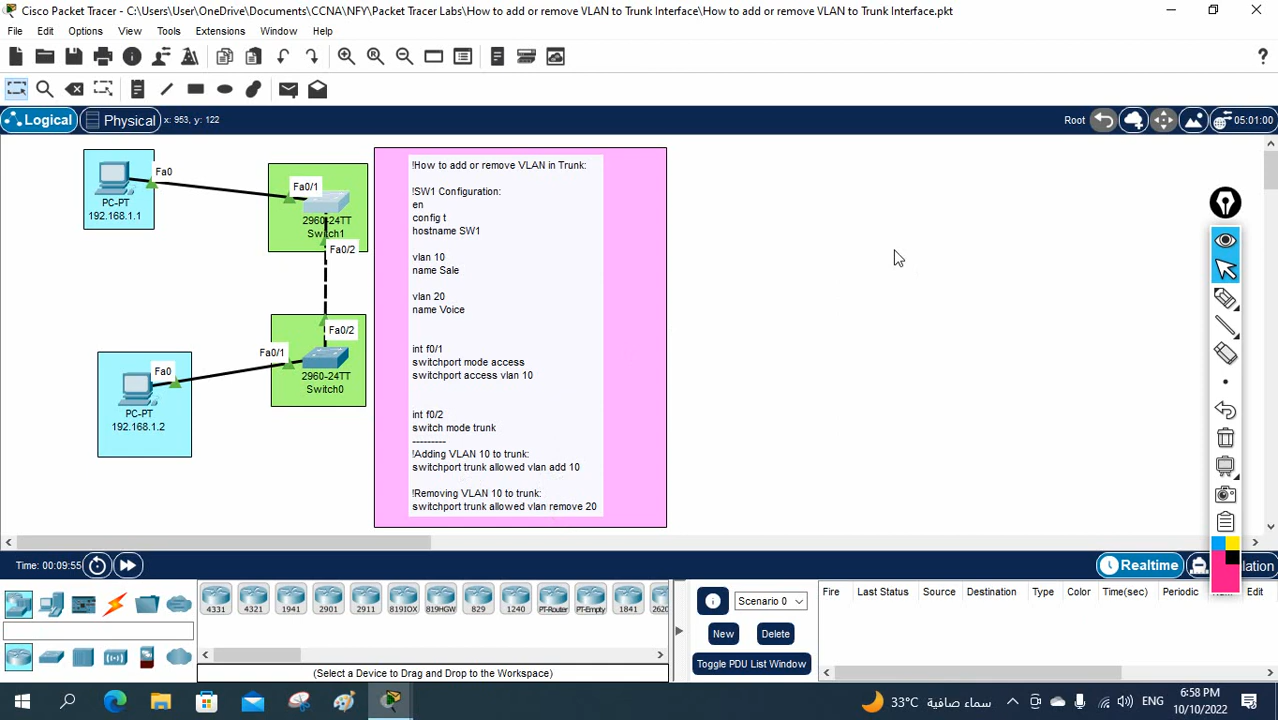 Cisco Packet Tracer - C:\Users\User\OneDrive\Documents\CCNA\NFY\Packet Tracer Labs\How to add or remove VLAN to Trunk Interface\How to add or remove VLAN to Trunk Interface.pkt
File Edit Options View Tools Extensions Window Help
Logical Physical x: 953, y: 122 Root 05:01:00
Fa0
PC-PT
192.168.1.1
Fa0/1
2960-24TT
Switch1
Fa0/2
Fa0/2
Fa0/1
2960-24TT
Switch0
Fa0
PC-PT
192.168.1.2
!How to add or remove VLAN in Trunk:
!SW1 Configuration:
en
config t
hostname SW1
vlan 10
name Sale
vlan 20
name Voice
int f0/1
switchport mode access
switchport access vlan 10
int f0/2
switch mode trunk
---------
!Adding VLAN 10 to trunk:
switchport trunk allowed vlan add 10
!Removing VLAN 10 to trunk:
switchport trunk allowed vlan remove 20
Time: 00:09:55 Realtime lation
4331 4321 1941 2901 2911 819IOX 819HGW 829 1240 PT-Router PT-Empty 1841 2620
(Select a Device to Drag and Drop to the Workspace)
Scenario 0
New Delete
Toggle PDU List Window
Fire Last Status Source Destination Type Color Time(sec) Periodic Edit
33°C سماء صافية ENG
6:58 PM
10/10/2022